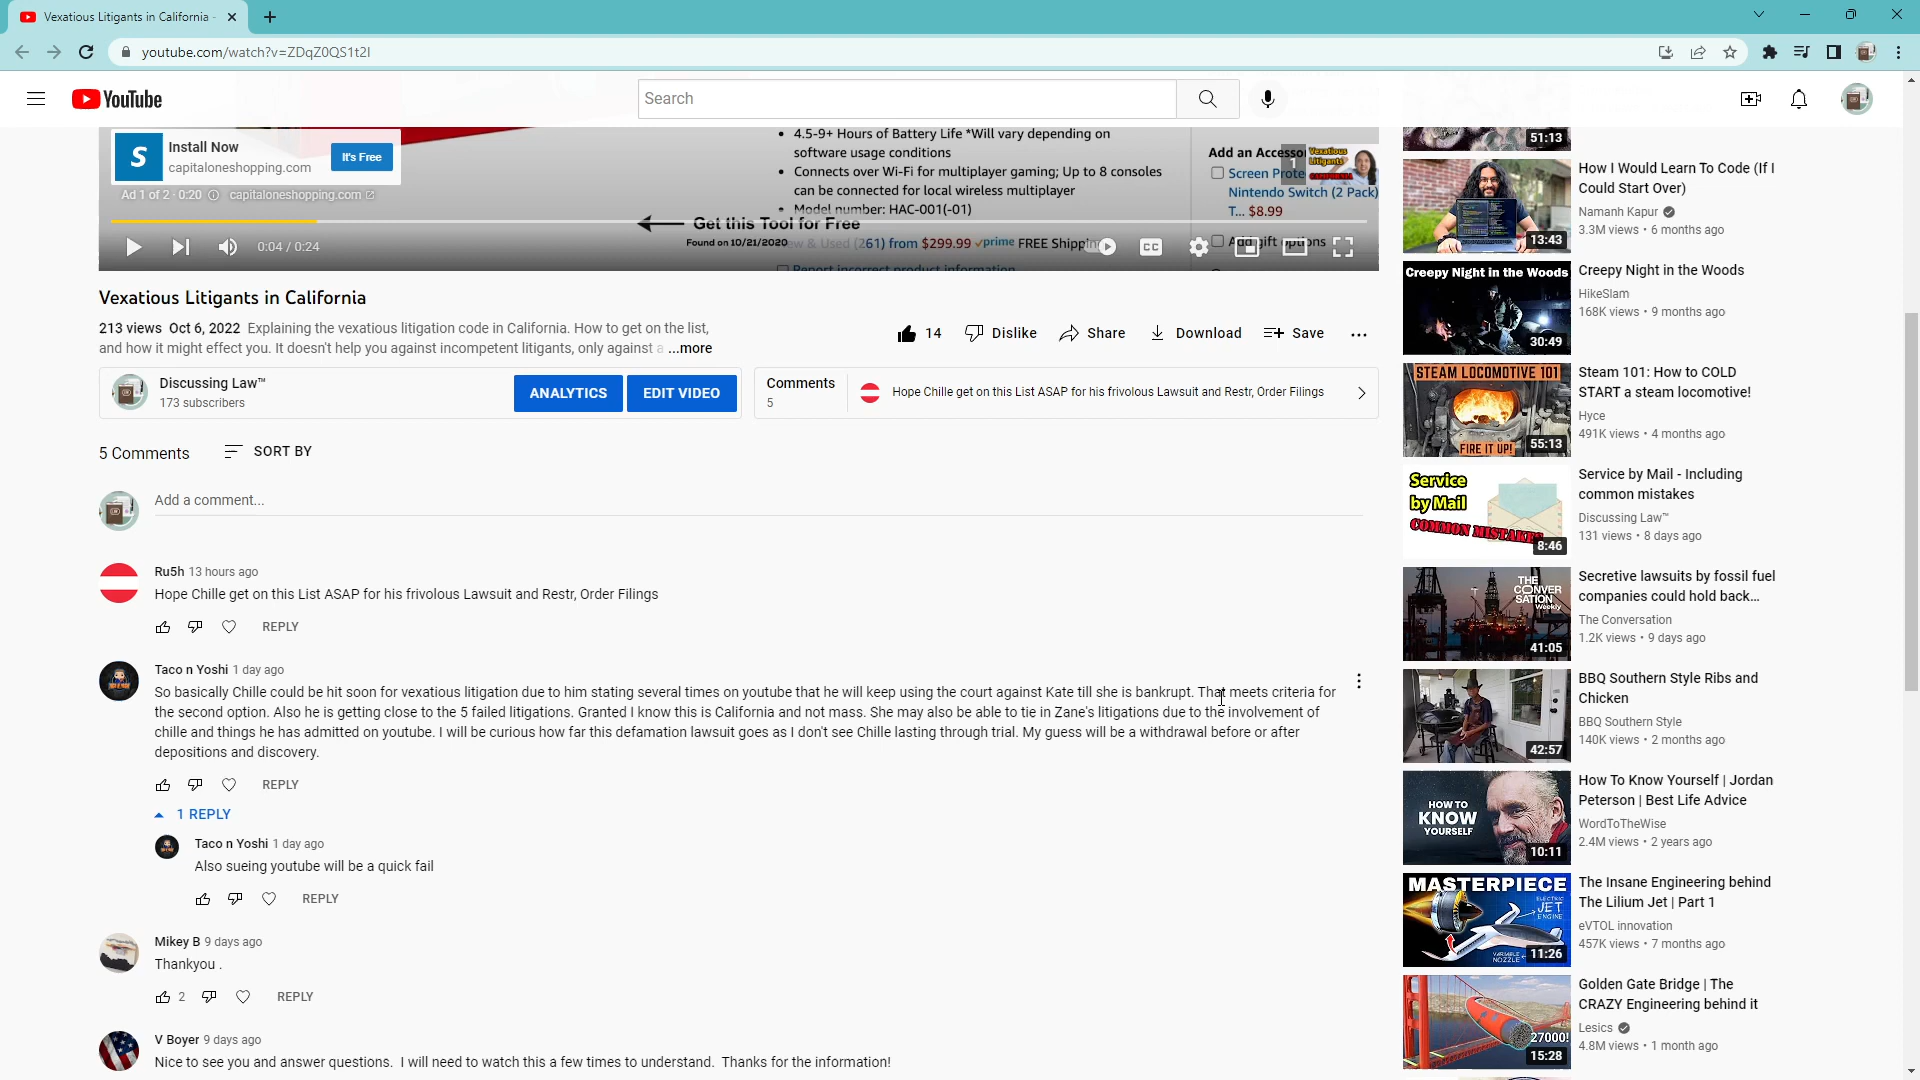 Vexatious Litigants in California -
youtube.com/watch?v=ZDqZ0QS1t2I
YouTube
Search
S
Install Now
capitaloneshopping.com
It's Free
Ad 1 of 2 · 0:20
capitaloneshopping.com
• 4.5-9+ Hours of Battery Life *Will vary depending on
software usage conditions
• Connects over Wi-Fi for multiplayer gaming; Up to 8 consoles
can be connected for local wireless multiplayer
• Model number: HAC-001(-01)
Get this Tool for Free
Found on 10/21/2020
(261) from $299.99 prime FREE Shipping
Report incorrect product information
Add an Accesso
1
Vexatious
Litigants
CALIFORNIA
Screen Prote
Nintendo Switch (2 Pack)
T... $8.99
Add gift options
0:04 / 0:24
CC
Vexatious Litigants in California
213 views Oct 6, 2022 Explaining the vexatious litigation code in California. How to get on the list,
and how it might effect you. It doesn't help you against incompetent litigants, only against a ...more
14
Dislike
Share
Download
Save
Discussing Law™
173 subscribers
ANALYTICS
EDIT VIDEO
Comments
5
Hope Chille get on this List ASAP for his frivolous Lawsuit and Restr, Order Filings
5 Comments
SORT BY
Add a comment...
Ru5h 13 hours ago
Hope Chille get on this List ASAP for his frivolous Lawsuit and Restr, Order Filings
REPLY
Taco n Yoshi 1 day ago
So basically Chille could be hit soon for vexatious litigation due to him stating several times on youtube that he will keep using the court against Kate till she is bankrupt. That meets criteria for
the second option. Also he is getting close to the 5 failed litigations. Granted I know this is California and not mass. She may also be able to tie in Zane's litigations due to the involvement of
chille and things he has admitted on youtube. I will be curious how far this defamation lawsuit goes as I don't see Chille lasting through trial. My guess will be a withdrawal before or after
depositions and discovery.
REPLY
1 REPLY
Taco n Yoshi 1 day ago
Also sueing youtube will be a quick fail
REPLY
Mikey B 9 days ago
Thankyou .
2
REPLY
V Boyer 9 days ago
Nice to see you and answer questions. I will need to watch this a few times to understand. Thanks for the information!
51:13
13:43
How I Would Learn To Code (If I
Could Start Over)
Namanh Kapur
3.3M views • 6 months ago
Creepy Night in the Woods
30:49
Creepy Night in the Woods
HikeSlam
168K views • 9 months ago
STEAM LOCOMOTIVE 101
FIRE IT UP!
55:13
Steam 101: How to COLD
START a steam locomotive!
Hyce
491K views • 4 months ago
Service
by Mail
COMMON MISTAKE
8:46
Service by Mail - Including
common mistakes
Discussing Law™
131 views • 8 days ago
THE
CONVER
SATION
Weekly
41:05
Secretive lawsuits by fossil fuel
companies could hold back...
The Conversation
1.2K views • 9 days ago
42:57
BBQ Southern Style Ribs and
Chicken
BBQ Southern Style
140K views • 2 months ago
HOW TO
KNOW
YOURSELF
10:11
How To Know Yourself | Jordan
Peterson | Best Life Advice
WordToTheWise
2.4M views • 2 years ago
MASTERPIECE
ELECTRIC
JET
ENGINE
VARIABLE
NOZZLE
11:26
The Insane Engineering behind
The Lilium Jet | Part 1
eVTOL innovation
457K views • 7 months ago
27000!
15:28
Golden Gate Bridge | The
CRAZY Engineering behind it
Lesics
4.8M views • 1 month ago